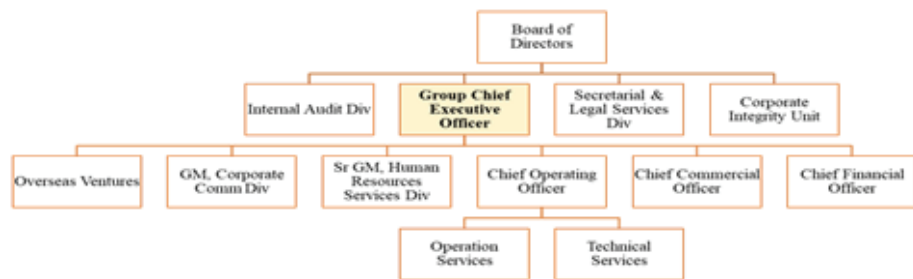 Board of
Directors
Internal Audit Div
Group Chief
Executive
Officer
Secretarial &
Legal Services
Div
Corporate
Integrity Unit
Overseas Ventures
GM, Corporate
Comm Div
Sr GM, Human
Resources
Services Div
Chief Operating
Officer
Chief Commercial
Officer
Chief Financial
Officer
Operation
Services
Technical
Services